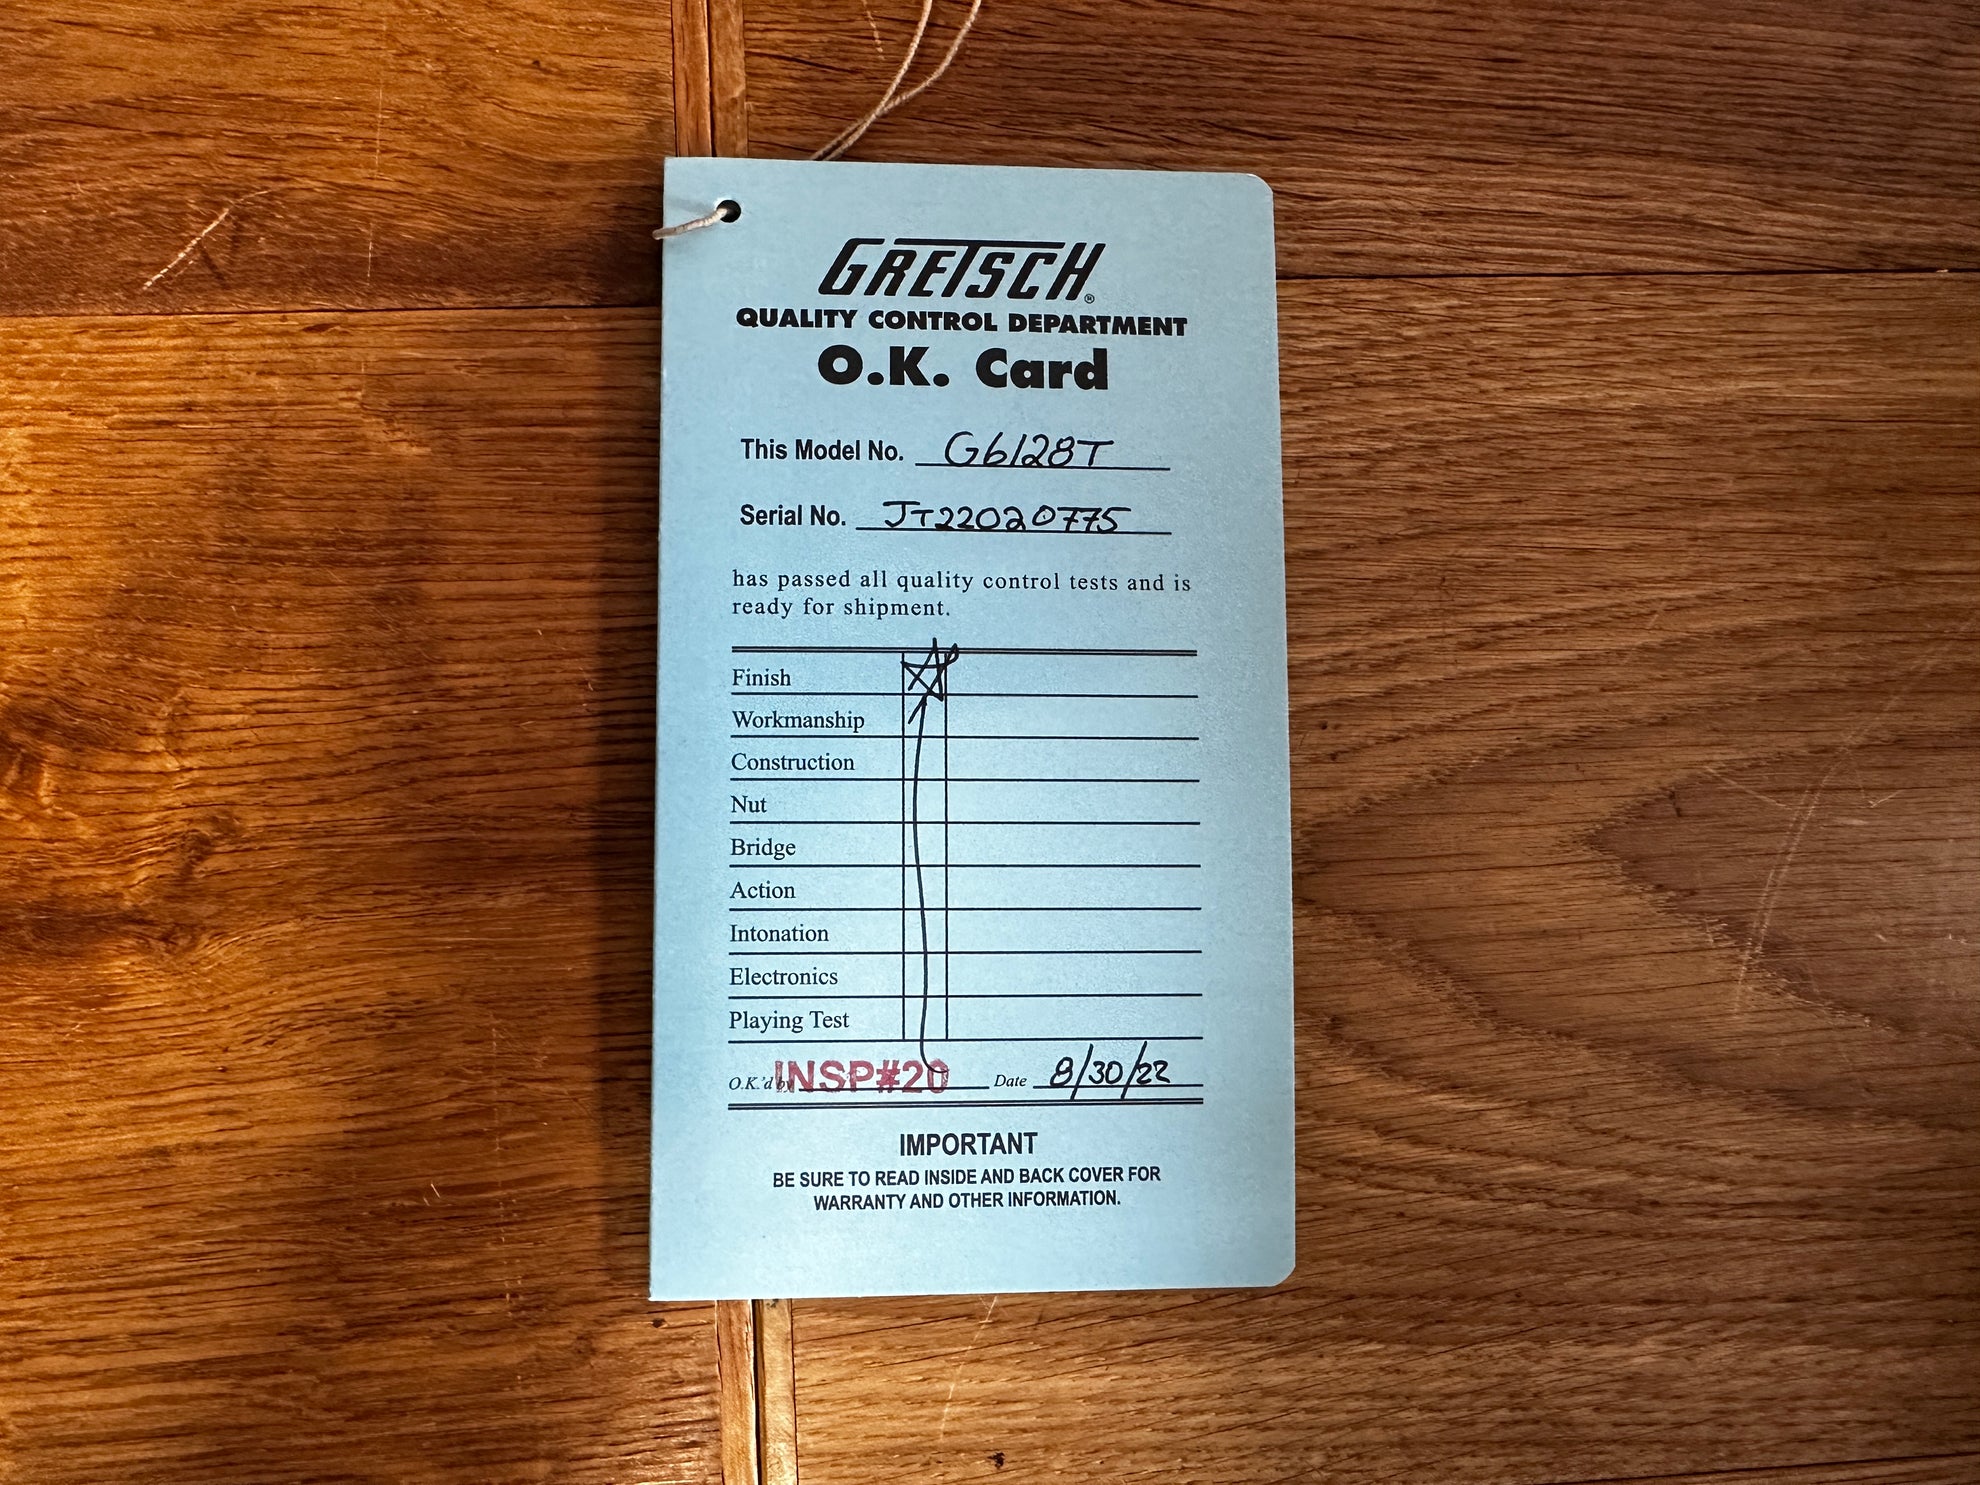 GRETSCH®
QUALITY CONTROL DEPARTMENT
O.K. Card
This Model No. G6128T
Serial No. JT22020775
has passed all quality control tests and is
ready for shipment.
Finish
Workmanship
Construction
Nut
Bridge
Action
Intonation
Electronics
Playing Test
O.K.'d by INSP#20 Date 8/30/22
IMPORTANT
BE SURE TO READ INSIDE AND BACK COVER FOR
WARRANTY AND OTHER INFORMATION.